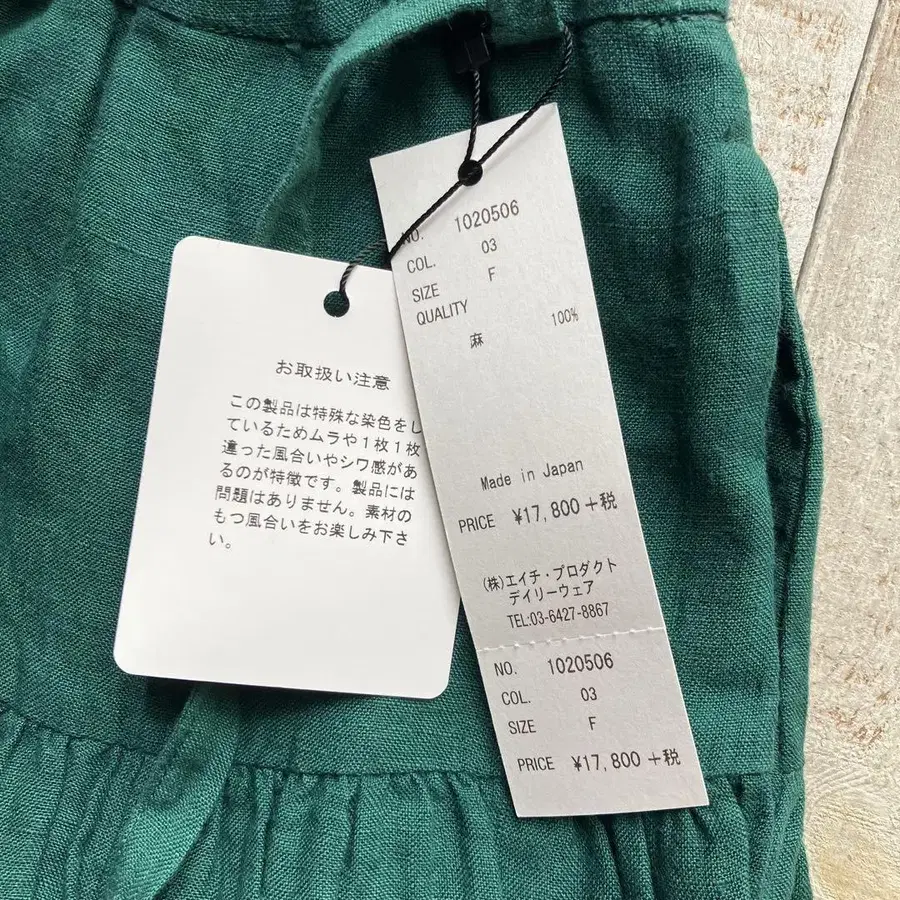 お取扱い注意
この製品は特殊な染色をし
ているためムラや1枚1枚
違った風合いやシワ感があ
るのが特徴です。製品には
問題はありません。素材の
もつ風合いをお楽しみ下さ
い。
NO. 1020506
COL. 03
SIZE F
QUALITY
麻 100%
Made in Japan
PRICE ¥17,800+税
(株)エイチ・プロダクト
デイリーウェア
TEL:03-6427-8867
NO. 1020506
COL. 03
SIZE F
PRICE ¥17,800+税